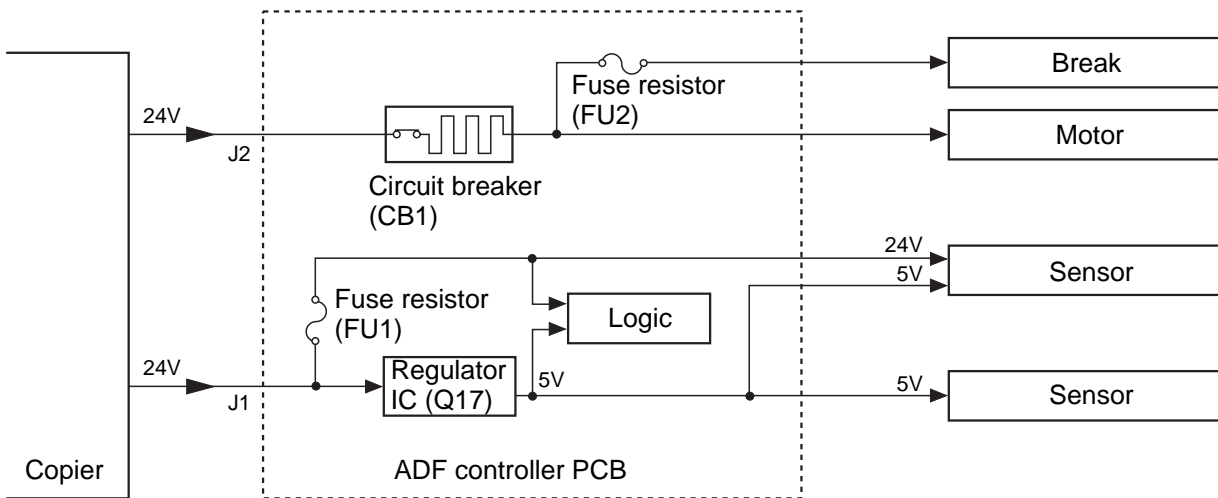 Break
Fuse resistor
(FU2)
24V
J2
Motor
Circuit breaker
(CB1)
24V
5V
Sensor
Fuse resistor
(FU1)
Logic
24V
J1
Regulator
IC (Q17)
5V
5V
Sensor
Copier
ADF controller PCB